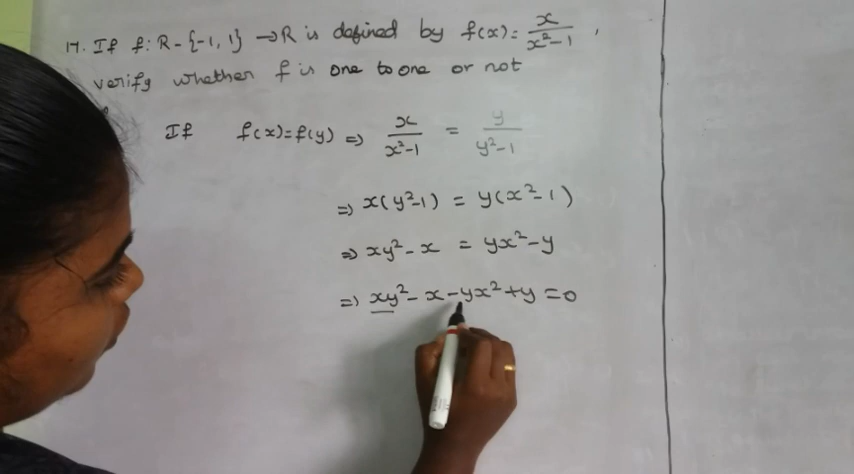 17. If f: R - {-1, 1} → R is defined by f(x) = x/(x²-1),
verify whether f is one to one or not
If f(x) = f(y) ⇒ x/(x²-1) = y/(y²-1)
⇒ x(y²-1) = y(x²-1)
⇒ xy² - x = yx² - y
⇒ xy² - x - yx² + y = 0